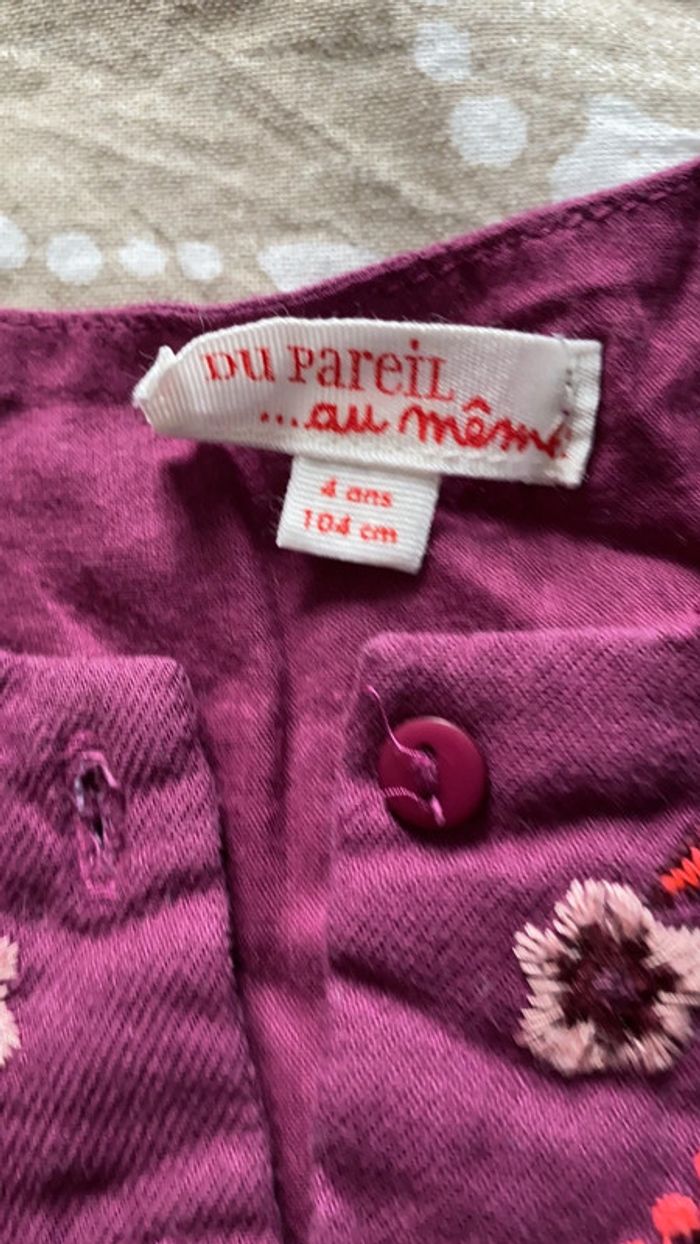 DU PareiL
...au même
4 ans
104 cm